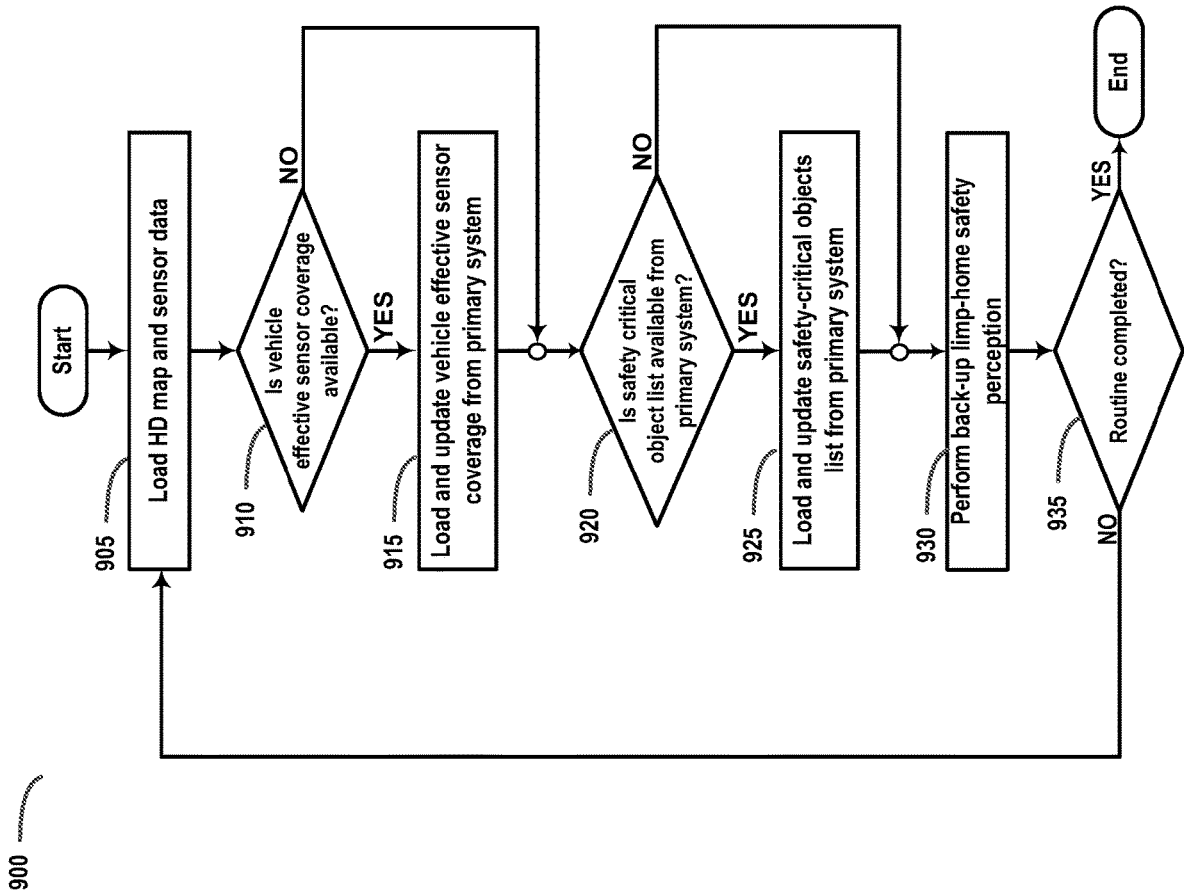 900
Start
905
Load HD map and sensor data
910
Is vehicle
effective sensor coverage
available?
NO
YES
915
Load and update vehicle effective sensor
coverage from primary system
920
Is safety critical
object list available from
primary system?
NO
YES
925
Load and update safety-critical objects
list from primary system
930
Perform back-up limp-home safety
perception
935
Routine completed?
NO
YES
End